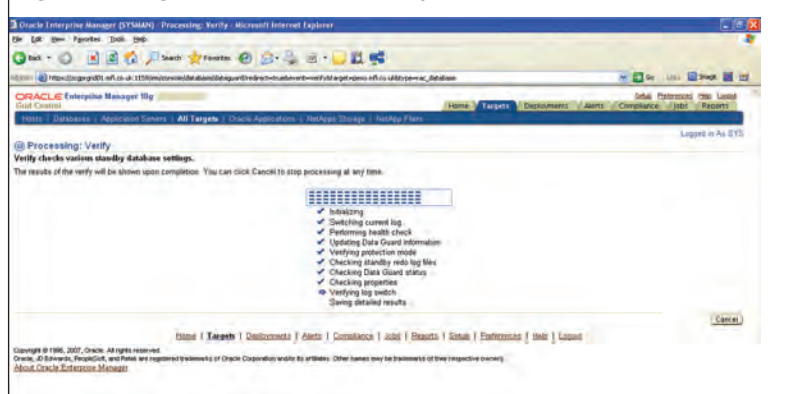 Oracle Enterprise Manager (SYSMAN) - Processing: Verify - Microsoft Internet Explorer
File Edit View Favorites Tools Help
Back Search Favorites
Go Links SnagIt
ORACLE Enterprise Manager 10g
Grid Control
Setup Preferences Help Logout
Home Targets Deployments Alerts Compliance Jobs Reports
Hosts | Databases | Application Servers | All Targets | Oracle Applications | NetApp Storage | NetApp Filers
Logged in As SYS
Processing: Verify
Verify checks various standby database settings.
The results of the verify will be shown upon completion. You can click Cancel to stop processing at any time.
Initializing
Switching current log
Performing health check
Updating Data Guard information
Verifying protection mode
Checking standby redo log files
Checking Data Guard status
Checking properties
Verifying log switch
Saving detailed results
Cancel
Home | Targets | Deployments | Alerts | Compliance | Jobs | Reports | Setup | Preferences | Help | Logout
Copyright © 1996, 2007, Oracle. All rights reserved.
Oracle, JD Edwards, PeopleSoft, and Retek are registered trademarks of Oracle Corporation and/or its affiliates. Other names may be trademarks of their respective owners.
About Oracle Enterprise Manager